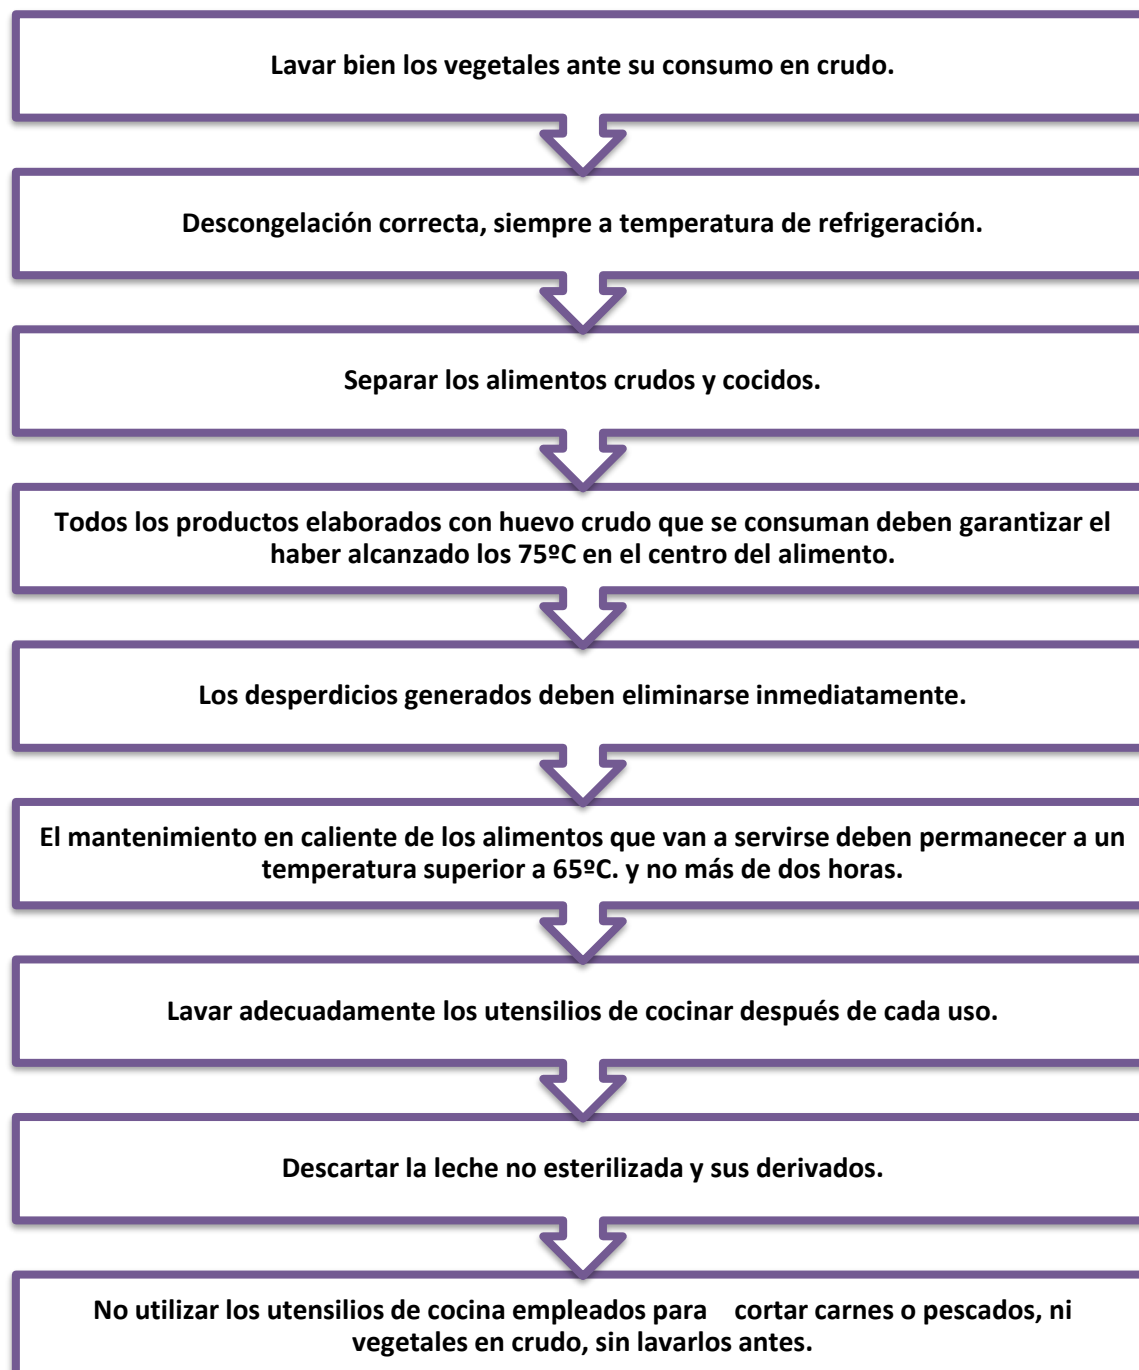 Lavar bien los vegetales ante su consumo en crudo.
Descongelación correcta, siempre a temperatura de refrigeración.
Separar los alimentos crudos y cocidos.
Todos los productos elaborados con huevo crudo que se consuman deben garantizar el
haber alcanzado los 75ºC en el centro del alimento.
Los desperdicios generados deben eliminarse inmediatamente.
El mantenimiento en caliente de los alimentos que van a servirse deben permanecer a un
temperatura superior a 65ºC. y no más de dos horas.
Lavar adecuadamente los utensilios de cocinar después de cada uso.
Descartar la leche no esterilizada y sus derivados.
No utilizar los utensilios de cocina empleados para cortar carnes o pescados, ni
vegetales en crudo, sin lavarlos antes.